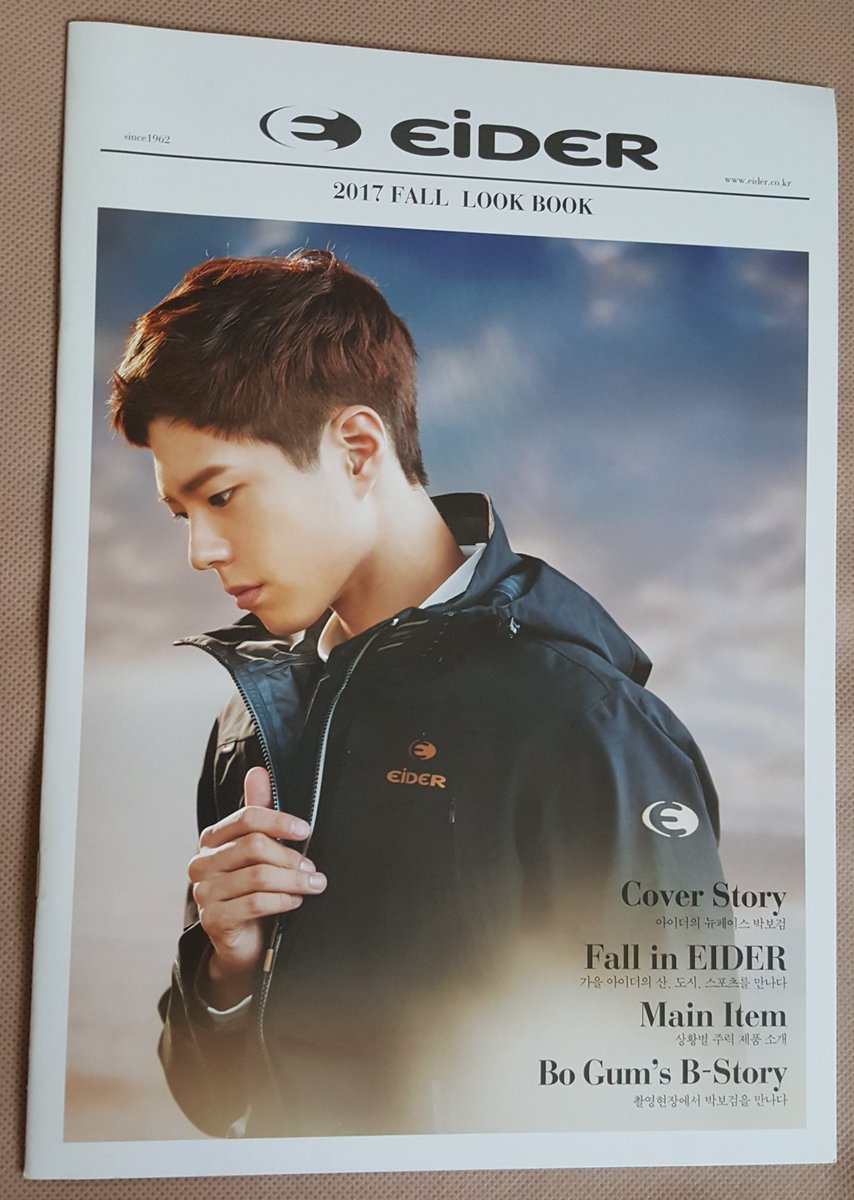 EiDER
since1962
www.eider.co.kr
2017 FALL LOOK BOOK
EiDER
Cover Story
아이더의 뉴페이스 박보검
Fall in EIDER
가을 아이더의 산, 도시, 스포츠를 만나다
Main Item
상황별 주력 제품 소개
Bo Gum's B-Story
촬영현장에서 박보검을 만나다